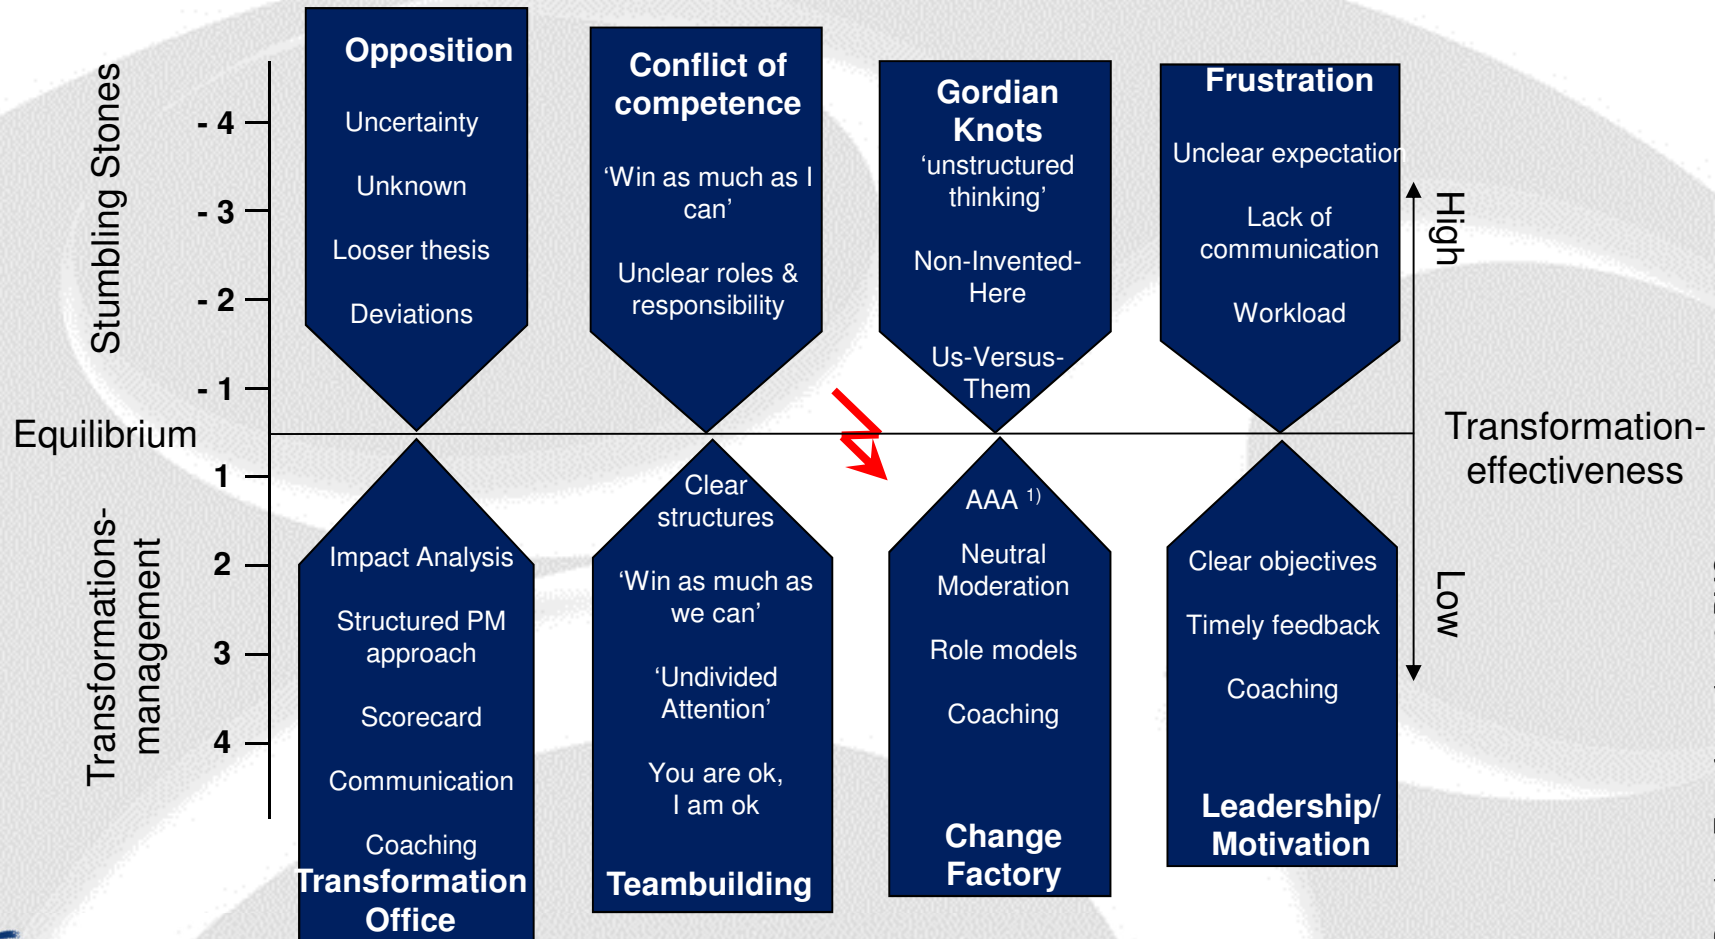 Stumbling Stones
- 4
- 3
- 2
- 1
Equilibrium
1
2
3
4
Transformations-
management
Opposition
Uncertainty
Unknown
Looser thesis
Deviations
Conflict of
competence
‘Win as much as I
can’
Unclear roles &
responsibility
Gordian
Knots
‘unstructured
thinking’
Non-Invented-
Here
Us-Versus-
Them
Frustration
Unclear expectation
Lack of
communication
Workload
High
Transformation-
effectiveness
Low
Impact Analysis
Structured PM
approach
Scorecard
Communication
Coaching
Transformation
Office
Clear
structures
‘Win as much as
we can’
‘Undivided
Attention’
You are ok,
I am ok
Teambuilding
AAA 1)
Neutral
Moderation
Role models
Coaching
Change
Factory
Clear objectives
Timely feedback
Coaching
Leadership/
Motivation